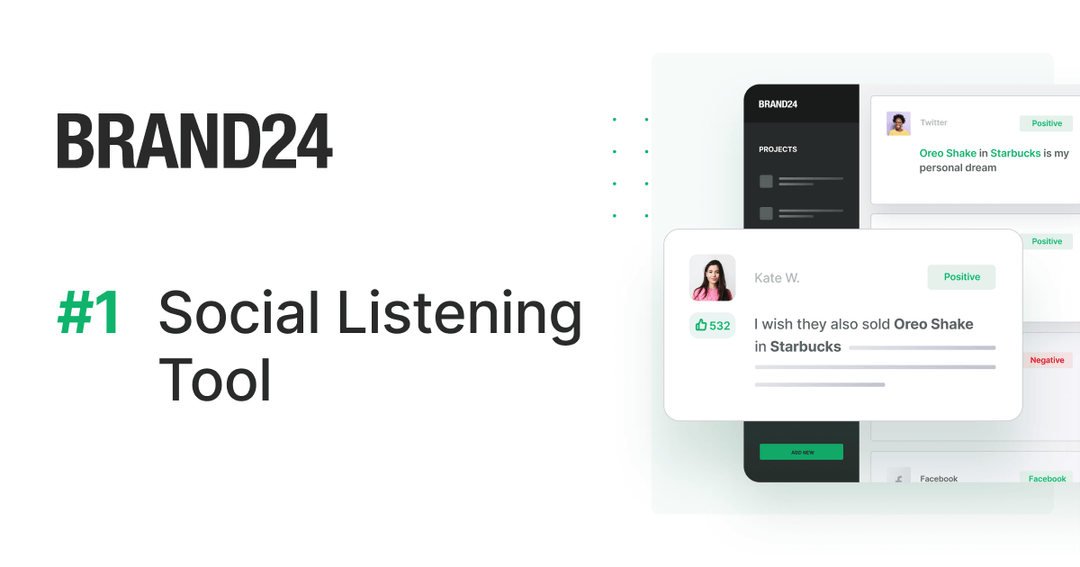 BRAND24
#1 Social Listening
Tool
BRAND24
PROJECTS
ADD NEW
Twitter
Positive
Oreo Shake in Starbucks is my
personal dream
Positive
Kate W.
Positive
532
I wish they also sold Oreo Shake
in Starbucks
Negative
Facebook
Facebook